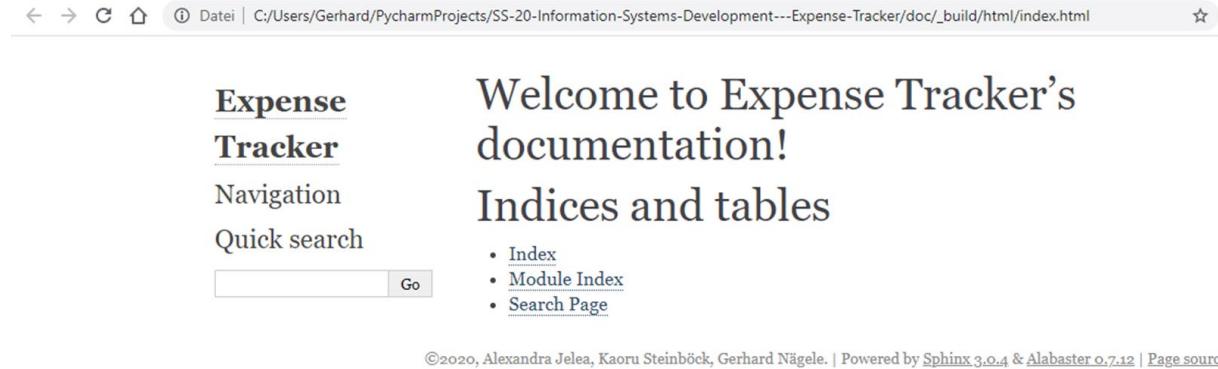 Datei | C:/Users/Gerhard/PycharmProjects/SS-20-Information-Systems-Development---Expense-Tracker/doc/_build/html/index.html
Expense
Tracker
Navigation
Quick search
Go
Welcome to Expense Tracker’s
documentation!
Indices and tables
• Index
• Module Index
• Search Page
©2020, Alexandra Jelea, Kaoru Steinböck, Gerhard Nägele. | Powered by Sphinx 3.0.4 & Alabaster 0.7.12 | Page sourc